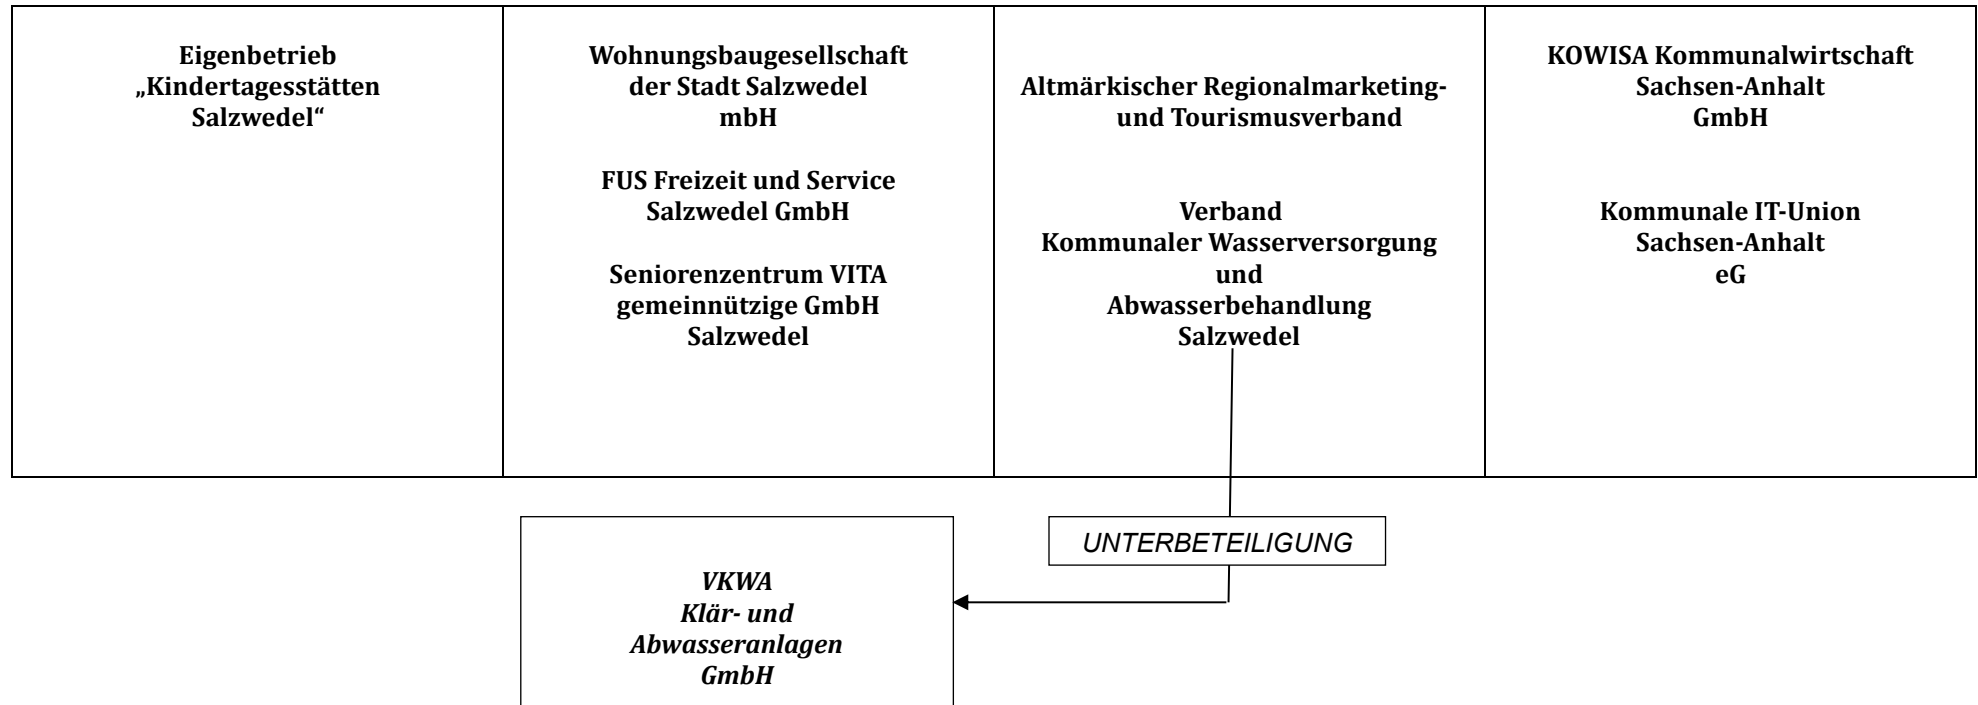 Eigenbetrieb
„Kindertagesstätten
Salzwedel“
Wohnungsbaugesellschaft
der Stadt Salzwedel
mbH
FUS Freizeit und Service
Salzwedel GmbH
Seniorenzentrum VITA
gemeinnützige GmbH
Salzwedel
Altmärkischer Regionalmarketing-
und Tourismusverband
Verband
Kommunaler Wasserversorgung
und
Abwasserbehandlung
Salzwedel
KOWISA Kommunalwirtschaft
Sachsen-Anhalt
GmbH
Kommunale IT-Union
Sachsen-Anhalt
eG
UNTERBETEILIGUNG
VKWA
Klär- und
Abwasseranlagen
GmbH